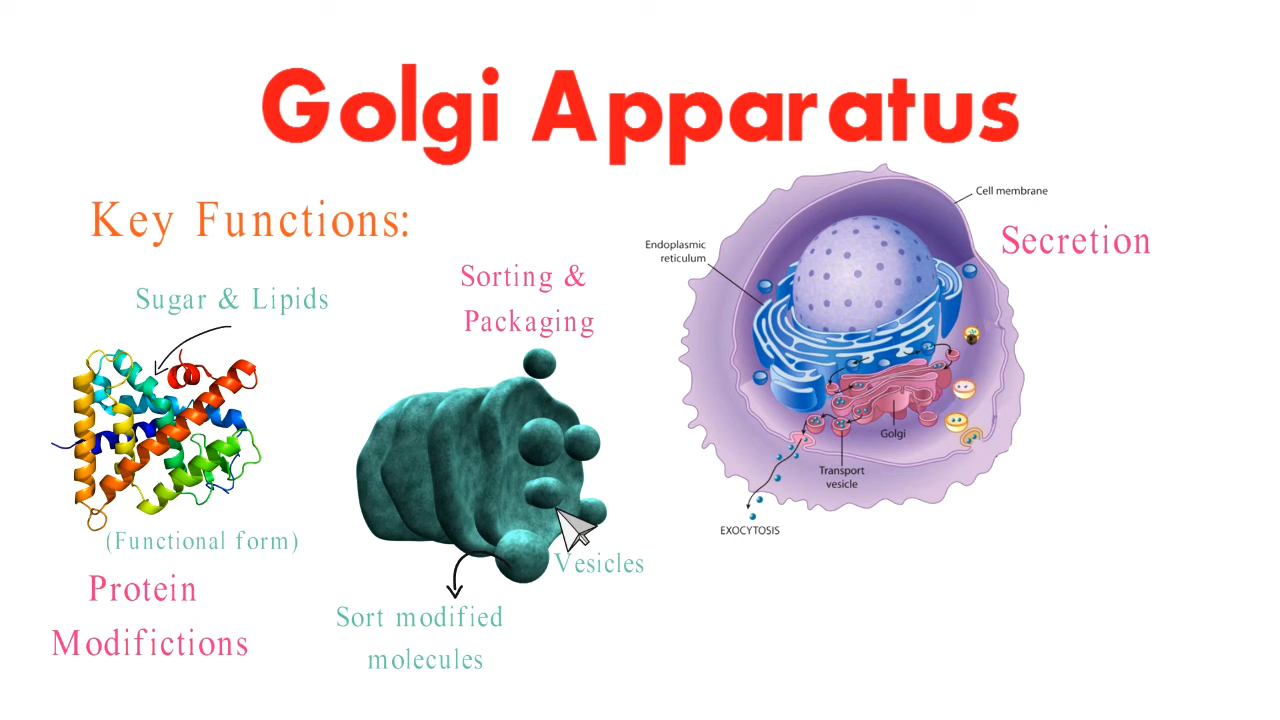 Golgi Apparatus
Key Functions:
Sugar & Lipids
(Functional form)
Protein
Modifictions
Sorting &
Packaging
Vesicles
Sort modified
molecules
Secretion
Cell membrane
Endoplasmic
reticulum
Golgi
Transport
vesicle
EXOCYTOSIS